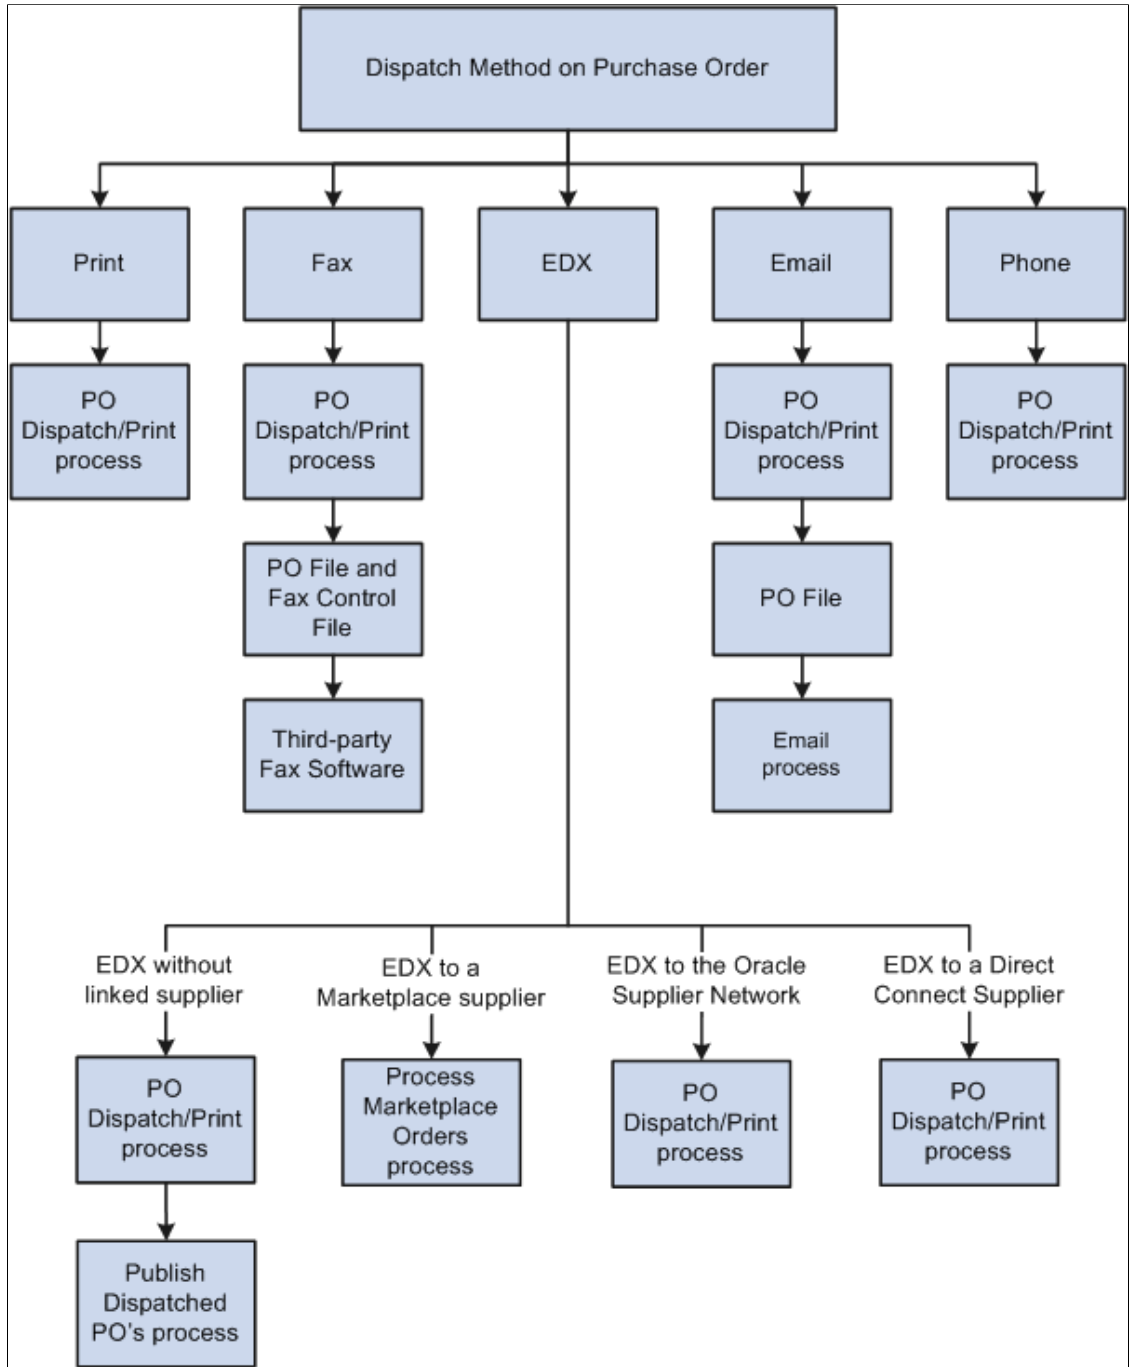 Dispatch Method on Purchase Order
Print
Fax
EDX
Email
Phone
PO
Dispatch/Print
process
PO
Dispatch/Print
process
PO
Dispatch/Print
process
PO
Dispatch/Print
process
PO File and
Fax Control
File
PO File
Third-party
Fax Software
Email
process
EDX without
linked supplier
EDX to a
Marketplace supplier
EDX to the Oracle
Supplier Network
EDX to a Direct
Connect Supplier
PO
Dispatch/Print
process
Process
Marketplace
Orders
process
PO
Dispatch/Print
process
PO
Dispatch/Print
process
Publish
Dispatched
PO's process